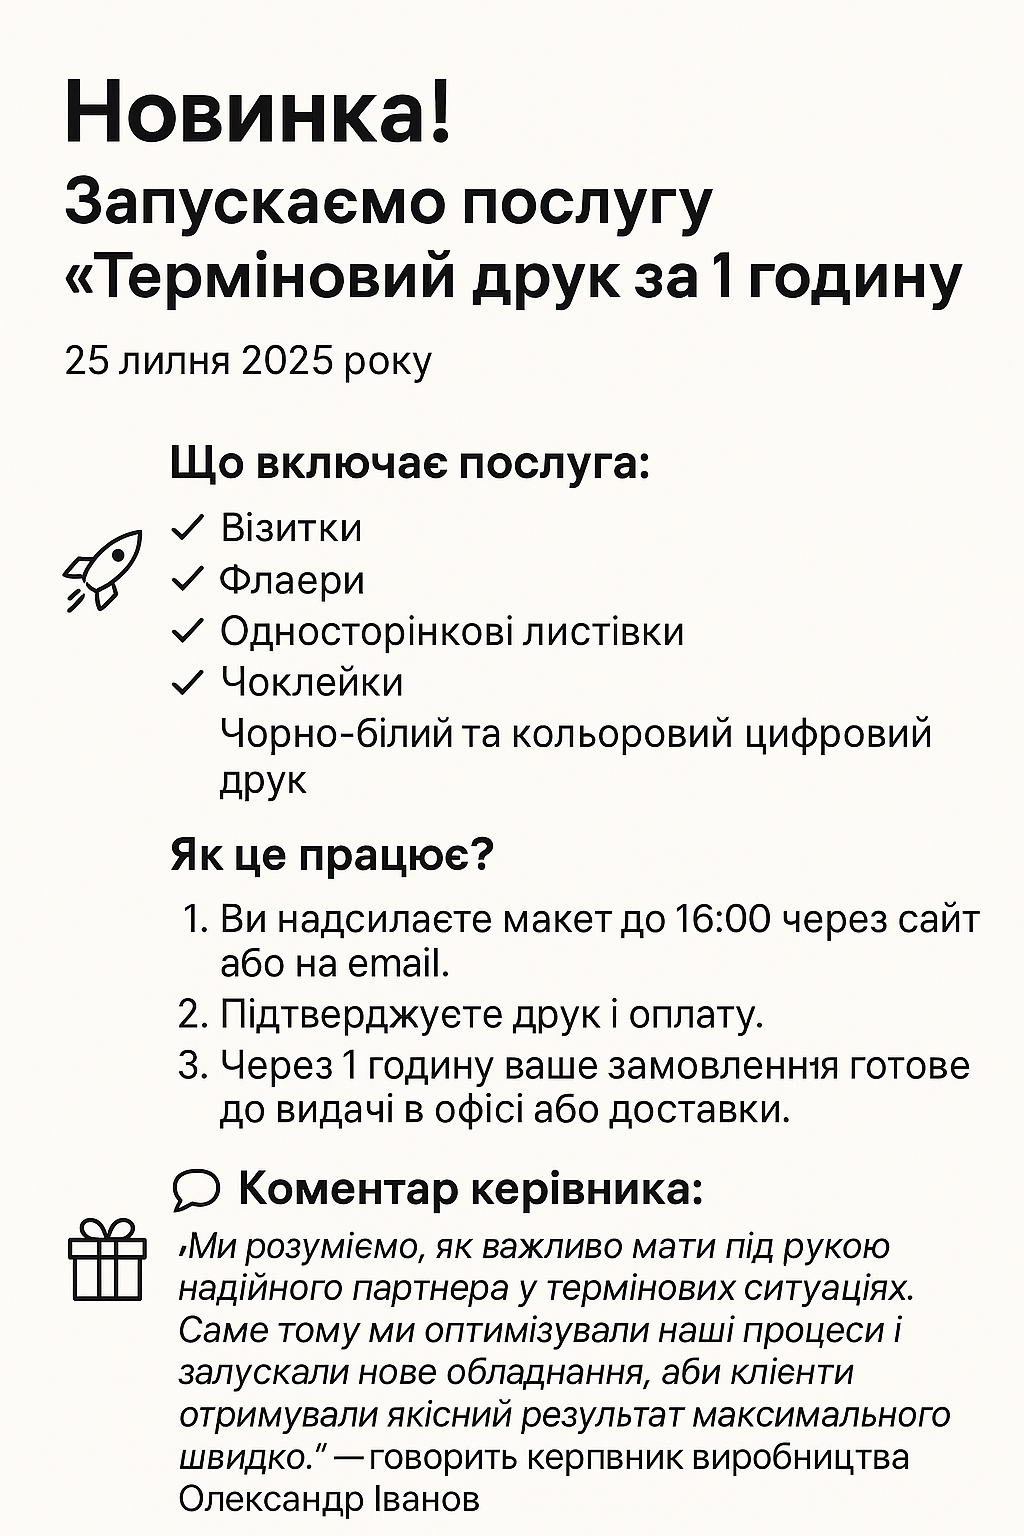 Новинка!
Запускаємо послугу
«Терміновий друк за 1 годину
25 липня 2025 року
Що включає послуга:
✓ Візитки
✓ Флаери
✓ Односторінкові листівки
✓ Чоклейки
Чорно-білий та кольоровий цифровий
друк
Як це працює?
1. Ви надсилаєте макет до 16:00 через сайт
або на email.
2. Підтверджуєте друк і оплату.
3. Через 1 годину ваше замовлення готове
до видачі в офісі або доставки.
Коментар керівника:
„Ми розуміємо, як важливо мати під рукою
надійного партнера у термінових ситуаціях.
Саме тому ми оптимізували наші процеси і
залускали нове обладнання, аби клієнти
отримували якісний результат максимального
швидко.” — говорить керпвник виробництва
Олександр Іванов